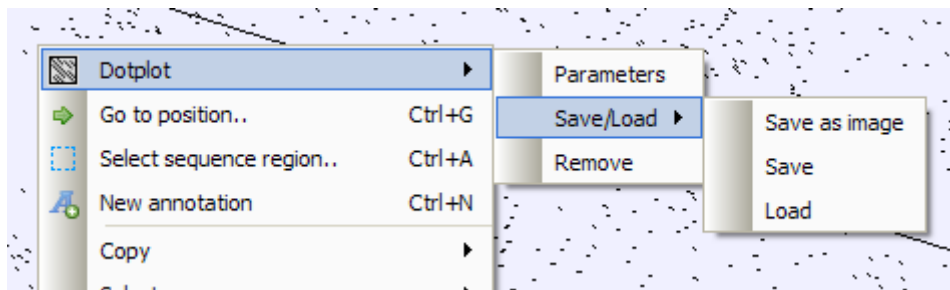 Dotplot
Go to position.. Ctrl+G
Select sequence region.. Ctrl+A
New annotation Ctrl+N
Copy
Parameters
Save/Load
Remove
Save as image
Save
Load